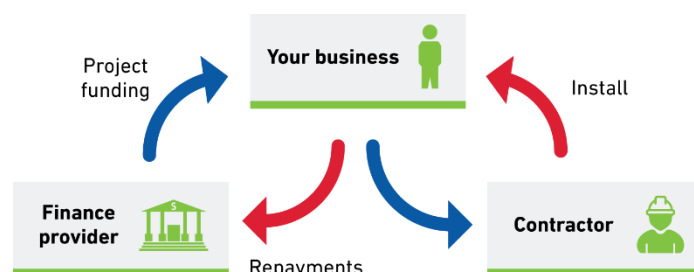 Your business
Project
funding
Install
Finance
provider
$
Contractor
Repayments